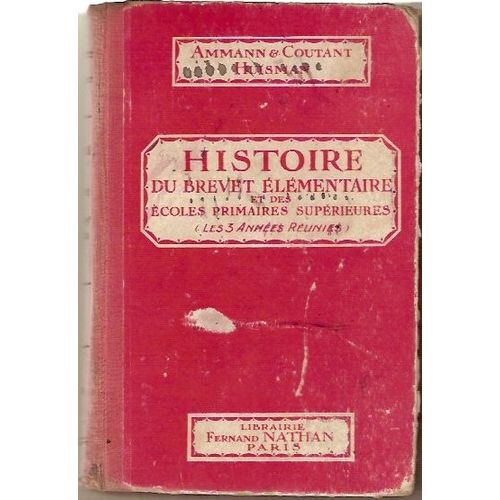 AMMANN & COUTANT
HUISMAN
HISTOIRE
DU BREVET ÉLÉMENTAIRE
ET DES
ÉCOLES PRIMAIRES SUPÉRIEURES
(LES 3 ANNÉES RÉUNIES)
LIBRAIRIE
FERNAND NATHAN
PARIS